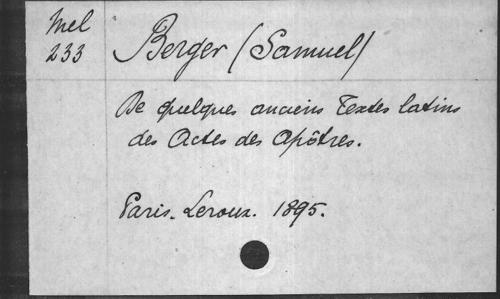 Mel
233
Berger (Samuel)
De quelques anciens Textes latins
des Actes des Apôtres.
Paris. Leroux. 1895.